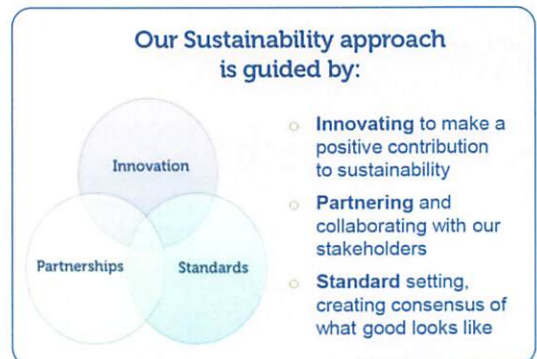 Our Sustainability approach
is guided by:
Innovation
Partnerships
Standards
Innovating to make a
positive contribution
to sustainability
Partnering and
collaborating with our
stakeholders
Standard setting,
creating consensus of
what good looks like